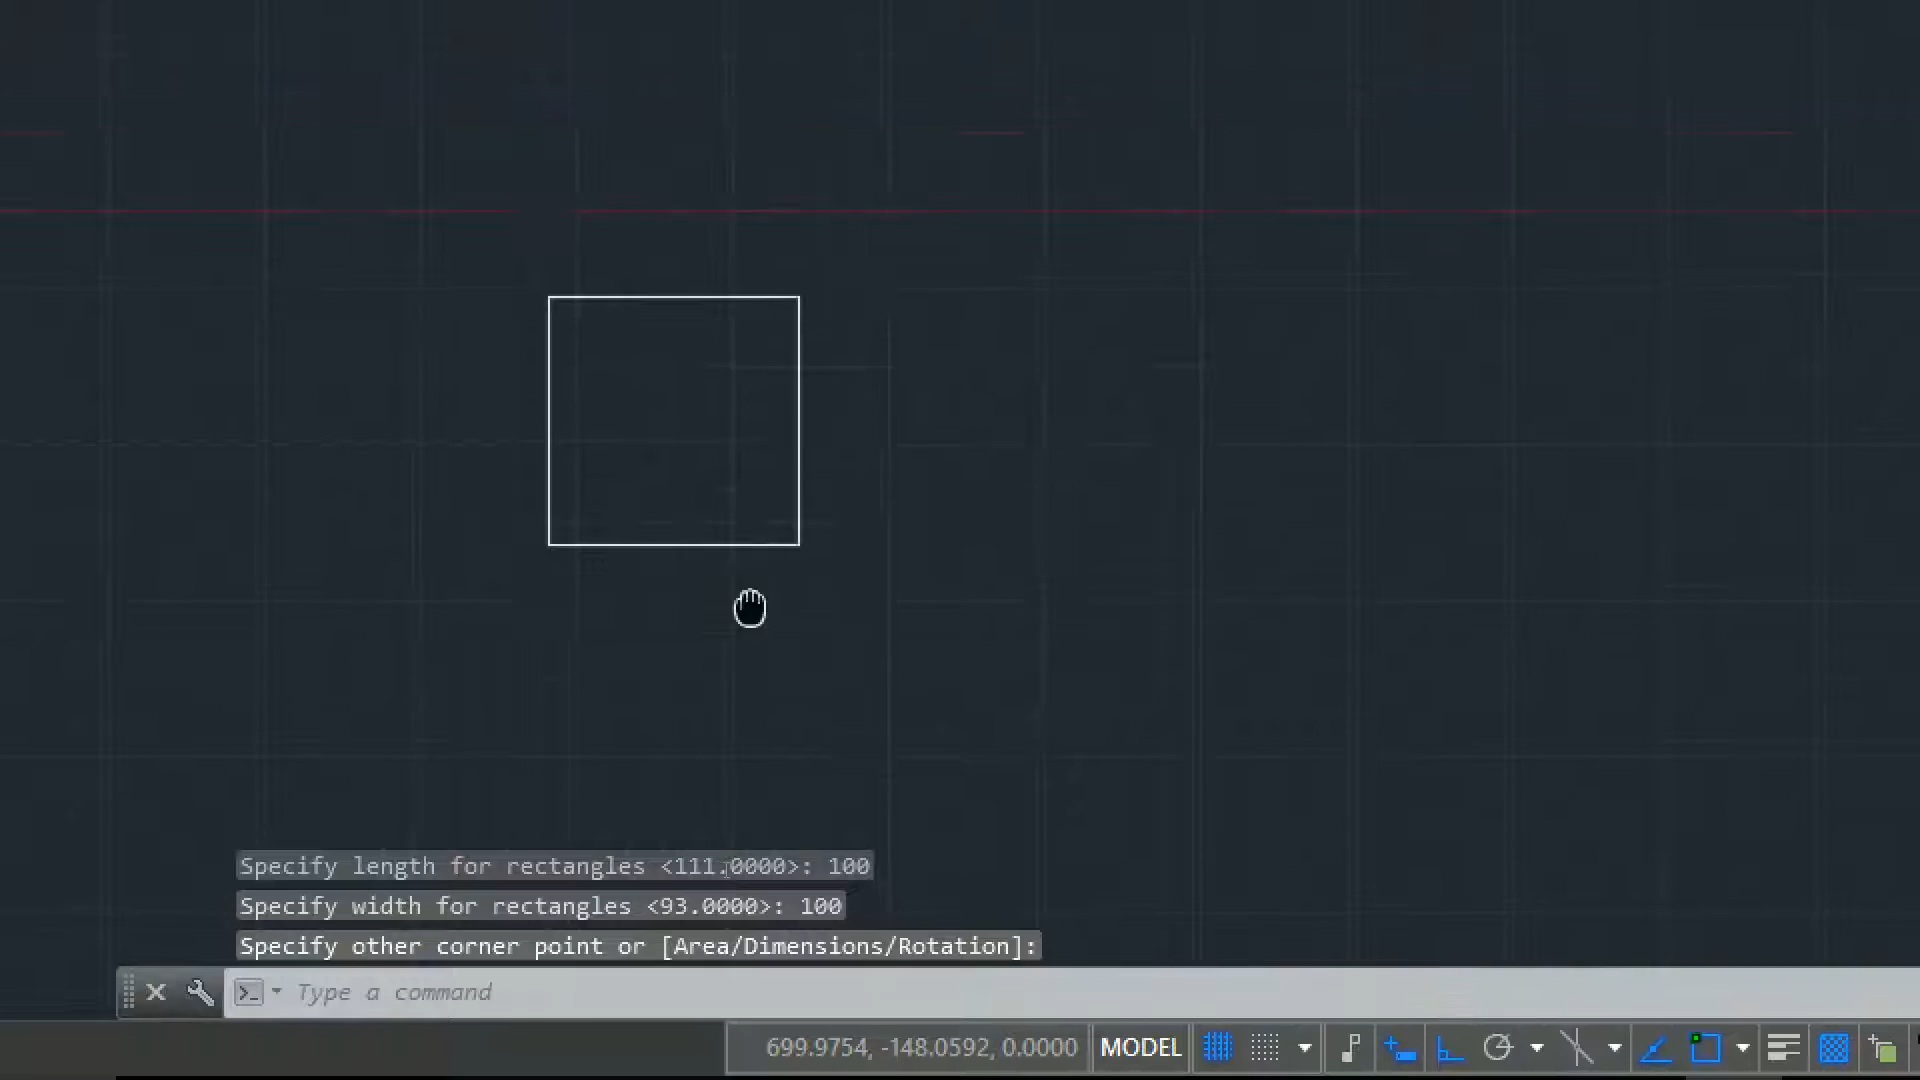 Specify length for rectangles <111.0000>: 100
Specify width for rectangles <93.0000>: 100
Specify other corner point or [Area/Dimensions/Rotation]:
Type a command
699.9754, -148.0592, 0.0000 MODEL